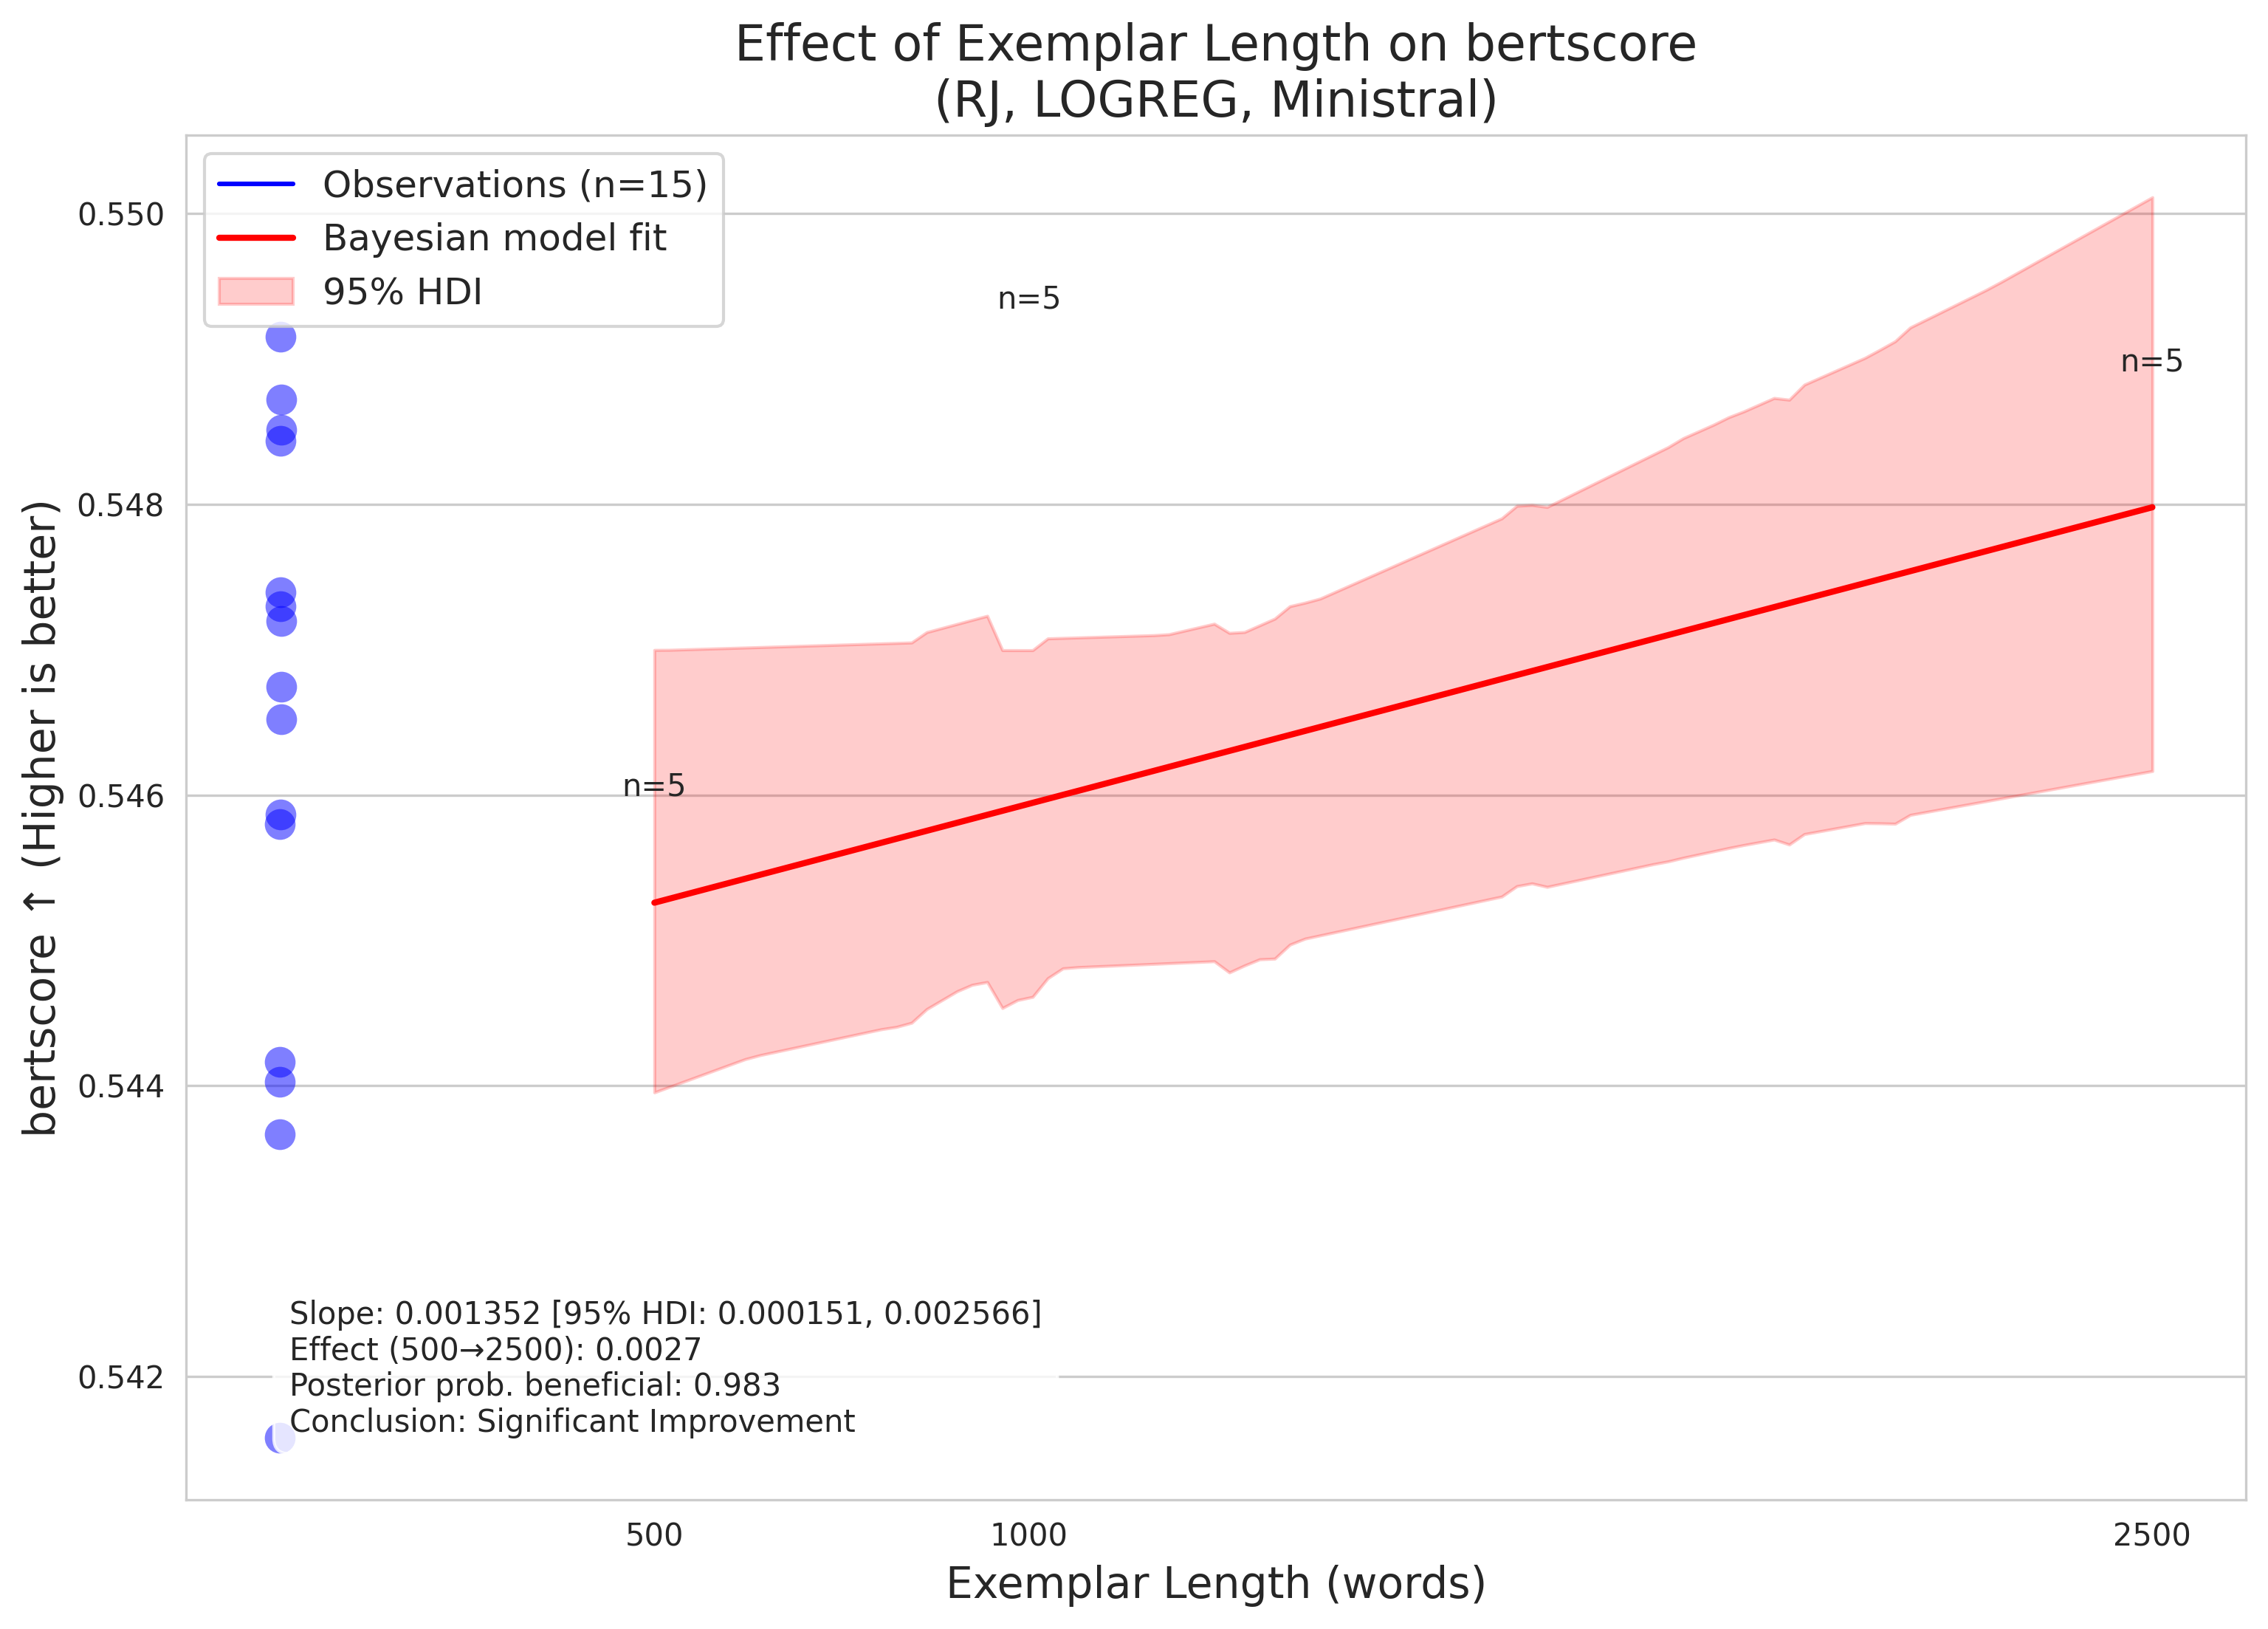 Effect of Exemplar Length on bertscore
(RJ, LOGREG, Ministral)
Observations (n=15)
Bayesian model fit
95% HDI
n=5
n=5
n=5
0.550
0.548
0.546
0.544
0.542
bertscore ↑ (Higher is better)
Slope: 0.001352 [95% HDI: 0.000151, 0.002566]
Effect (500→2500): 0.0027
Posterior prob. beneficial: 0.983
Conclusion: Significant Improvement
500
1000
2500
Exemplar Length (words)